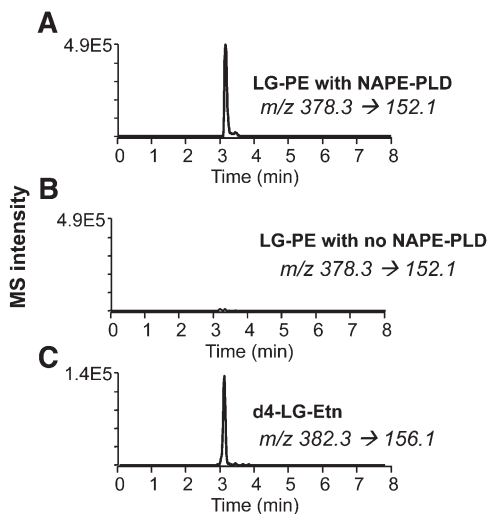 A
4.9E5
LG-PE with NAPE-PLD
m/z 378.3 → 152.1
0 1 2 3 4 5 6 7 8
Time (min)
B
4.9E5
LG-PE with no NAPE-PLD
m/z 378.3 → 152.1
0 1 2 3 4 5 6 7 8
Time (min)
MS intensity
C
1.4E5
d4-LG-Etn
m/z 382.3 → 156.1
0 1 2 3 4 5 6 7 8
Time (min)